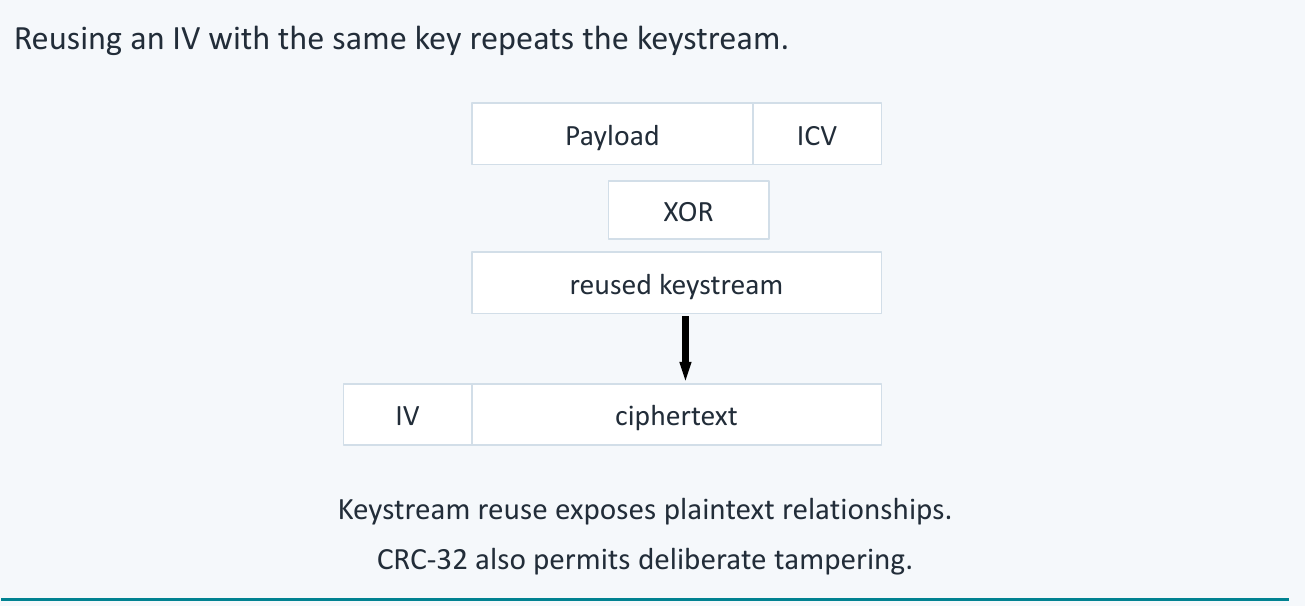 Reusing an IV with the same key repeats the keystream.
Payload ICV
XOR
reused keystream
IV ciphertext
Keystream reuse exposes plaintext relationships.
CRC-32 also permits deliberate tampering.